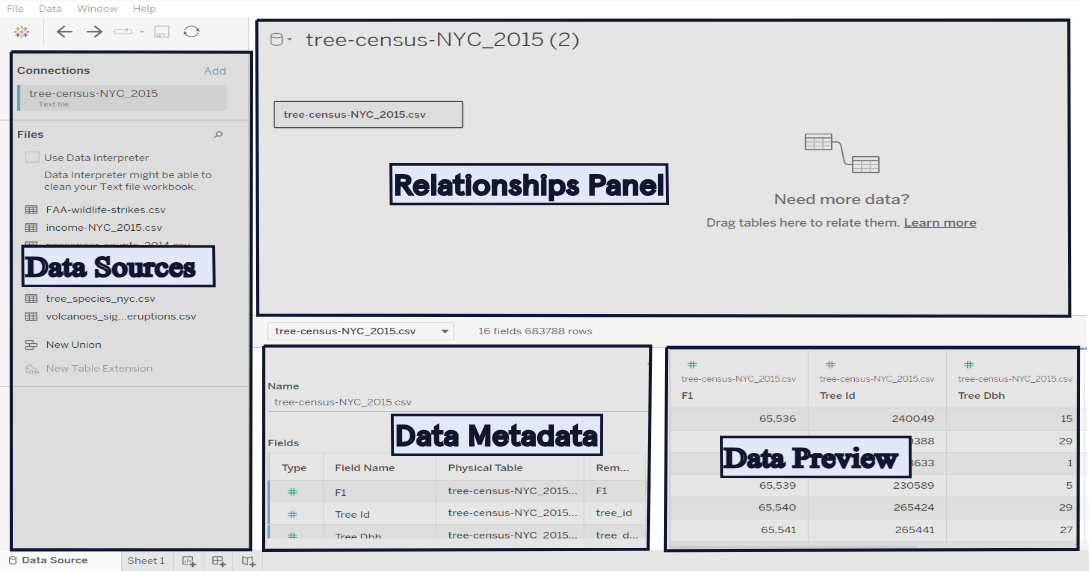 File Data Window Help
Connections Add
tree-census-NYC_2015
Text file
Files
Use Data Interpreter
Data Interpreter might be able to
clean your Text file workbook.
FAA-wildlife-strikes.csv
income-NYC_2015.csv
Data Sources
tree_species_nyc.csv
volcanoes_sig...eruptions.csv
New Union
New Table Extension
tree-census-NYC_2015 (2)
tree-census-NYC_2015.csv
Relationships Panel
Need more data?
Drag tables here to relate them. Learn more
tree-census-NYC_2015.csv 16 fields 683788 rows
Name
tree-census-NYC_2015.csv
Data Metadata
Fields
Type Field Name Physical Table Rem...
# F1 tree-census-NYC_2015... F1
# Tree Id tree-census-NYC_2015... tree_id
# Tree Dbh tree-census-NYC_2015... tree_d...
# # #
tree-census-NYC_2015.csv tree-census-NYC_2015.csv tree-census-NYC_2015.csv
F1 Tree Id Tree Dbh
65,536 240049 15
29
Data Preview
1
65,539 230589 5
65,540 265424 29
65,541 265441 27
Data Source Sheet 1